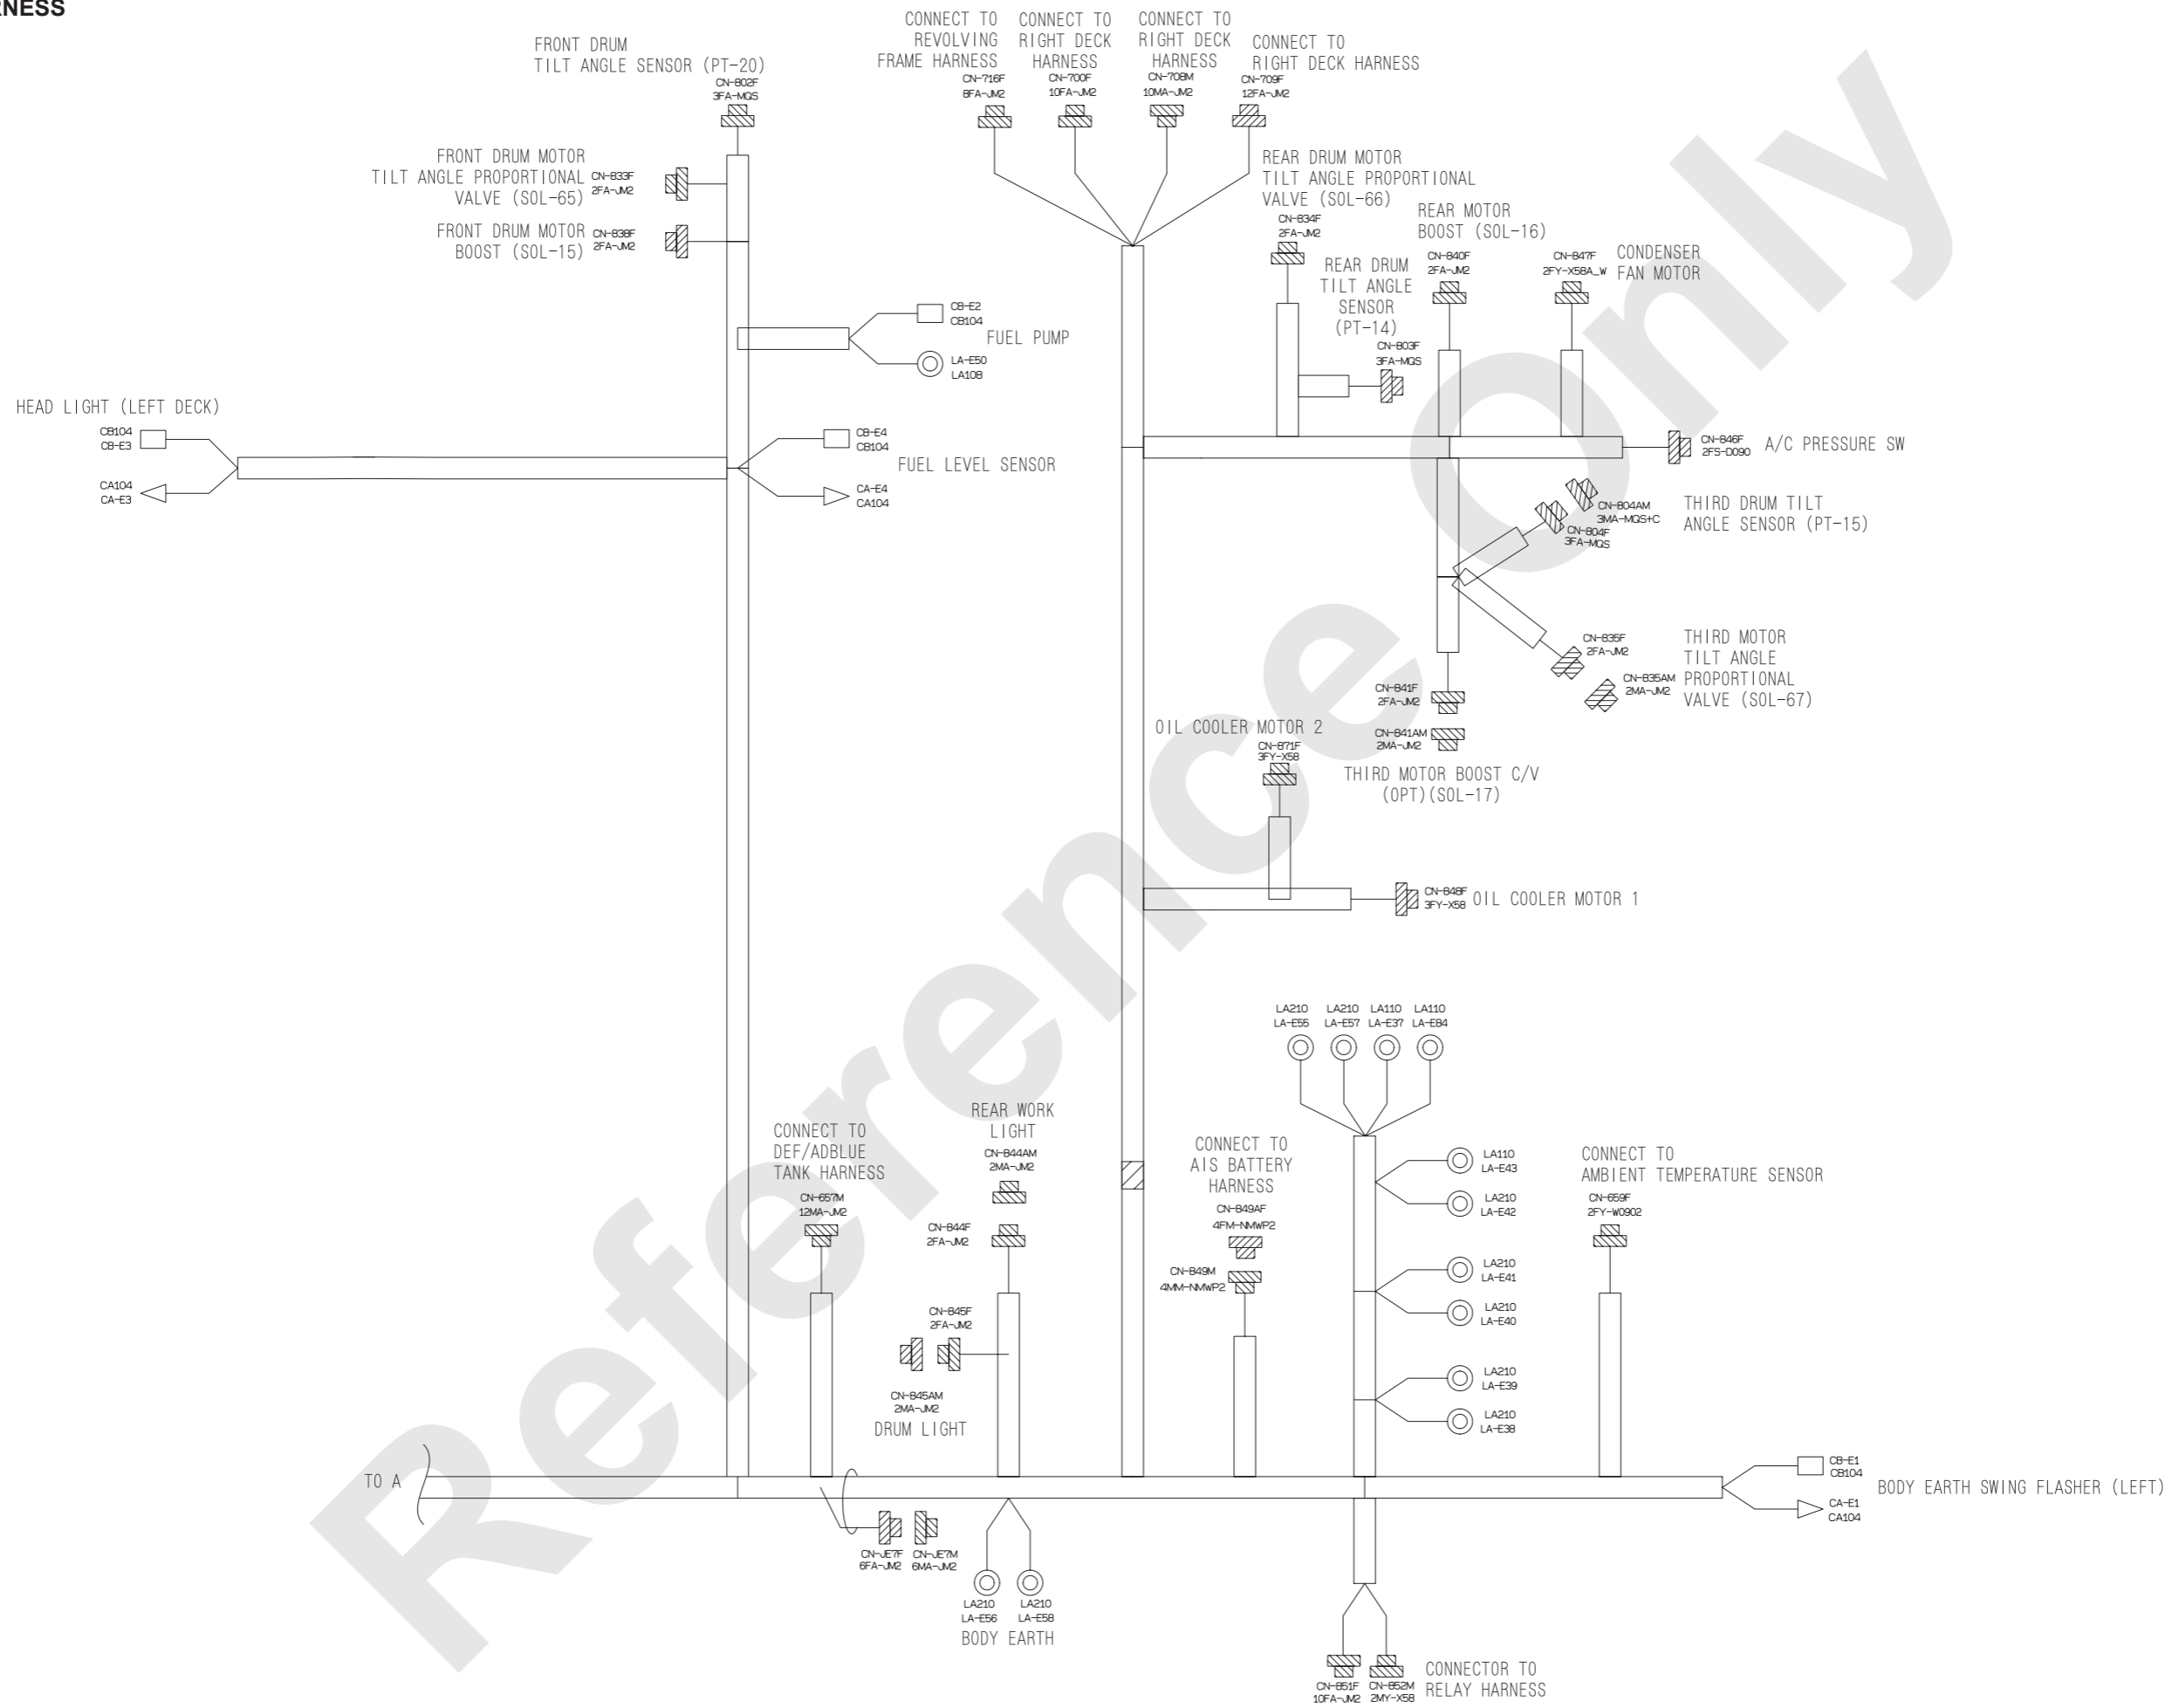 RNESS
FRONT DRUM
TILT ANGLE SENSOR (PT-20)
CN-802F
3FA-MQS
CONNECT TO
REVOLVING
FRAME HARNESS
CN-716F
8FA-JM2
CONNECT TO
RIGHT DECK
HARNESS
CN-700F
10FA-JM2
CONNECT TO
RIGHT DECK
HARNESS
CN-708M
10MA-JM2
CONNECT TO
RIGHT DECK HARNESS
CN-709F
12FA-JM2
FRONT DRUM MOTOR
TILT ANGLE PROPORTIONAL
VALVE (SOL-65)
CN-833F
2FA-JM2
FRONT DRUM MOTOR
BOOST (SOL-15)
CN-838F
2FA-JM2
REAR DRUM MOTOR
TILT ANGLE PROPORTIONAL
VALVE (SOL-66)
CN-834F
2FA-JM2
REAR MOTOR
BOOST (SOL-16)
CN-840F
2FA-JM2
CN-847F
2FY-X58A_W
CONDENSER
FAN MOTOR
REAR DRUM
TILT ANGLE
SENSOR
(PT-14)
CN-803F
3FA-MQS
CB-E2
CB104
FUEL PUMP
LA-E50
LA108
HEAD LIGHT (LEFT DECK)
CB104
CB-E3
CA104
CA-E3
CB-E4
CB104
FUEL LEVEL SENSOR
CA-E4
CA104
CN-846F
2FS-D090
A/C PRESSURE SW
CN-804AM
3MA-MQS+C
CN-804F
3FA-MQS
THIRD DRUM TILT
ANGLE SENSOR (PT-15)
CN-835F
2FA-JM2
CN-835AM
2MA-JM2
THIRD MOTOR
TILT ANGLE
PROPORTIONAL
VALVE (SOL-67)
CN-841F
2FA-JM2
CN-841AM
2MA-JM2
THIRD MOTOR BOOST C/V
(OPT)(SOL-17)
OIL COOLER MOTOR 2
CN-871F
3FY-X58
CN-848F
3FY-X58
OIL COOLER MOTOR 1
LA210
LA-E55
LA210
LA-E57
LA110
LA-E37
LA110
LA-E84
CONNECT TO
DEF/ADBLUE
TANK HARNESS
CN-657M
12MA-JM2
REAR WORK
LIGHT
CN-844AM
2MA-JM2
CN-844F
2FA-JM2
CN-845F
2FA-JM2
CN-845AM
2MA-JM2
DRUM LIGHT
CONNECT TO
AIS BATTERY
HARNESS
CN-849AF
4FM-NMWP2
CN-849M
4MM-NMWP2
LA110
LA-E43
LA210
LA-E42
LA210
LA-E41
LA210
LA-E40
LA210
LA-E39
LA210
LA-E38
CONNECT TO
AMBIENT TEMPERATURE SENSOR
CN-659F
2FY-W0902
TO A
CB-E1
CB104
CA-E1
CA104
BODY EARTH SWING FLASHER (LEFT)
CN-JE7F
6FA-JM2
CN-JE7M
6MA-JM2
LA210
LA-E56
LA210
LA-E58
BODY EARTH
CN-851F
10FA-JM2
CN-852M
2MY-X58
CONNECTOR TO
RELAY HARNESS
Reference Only